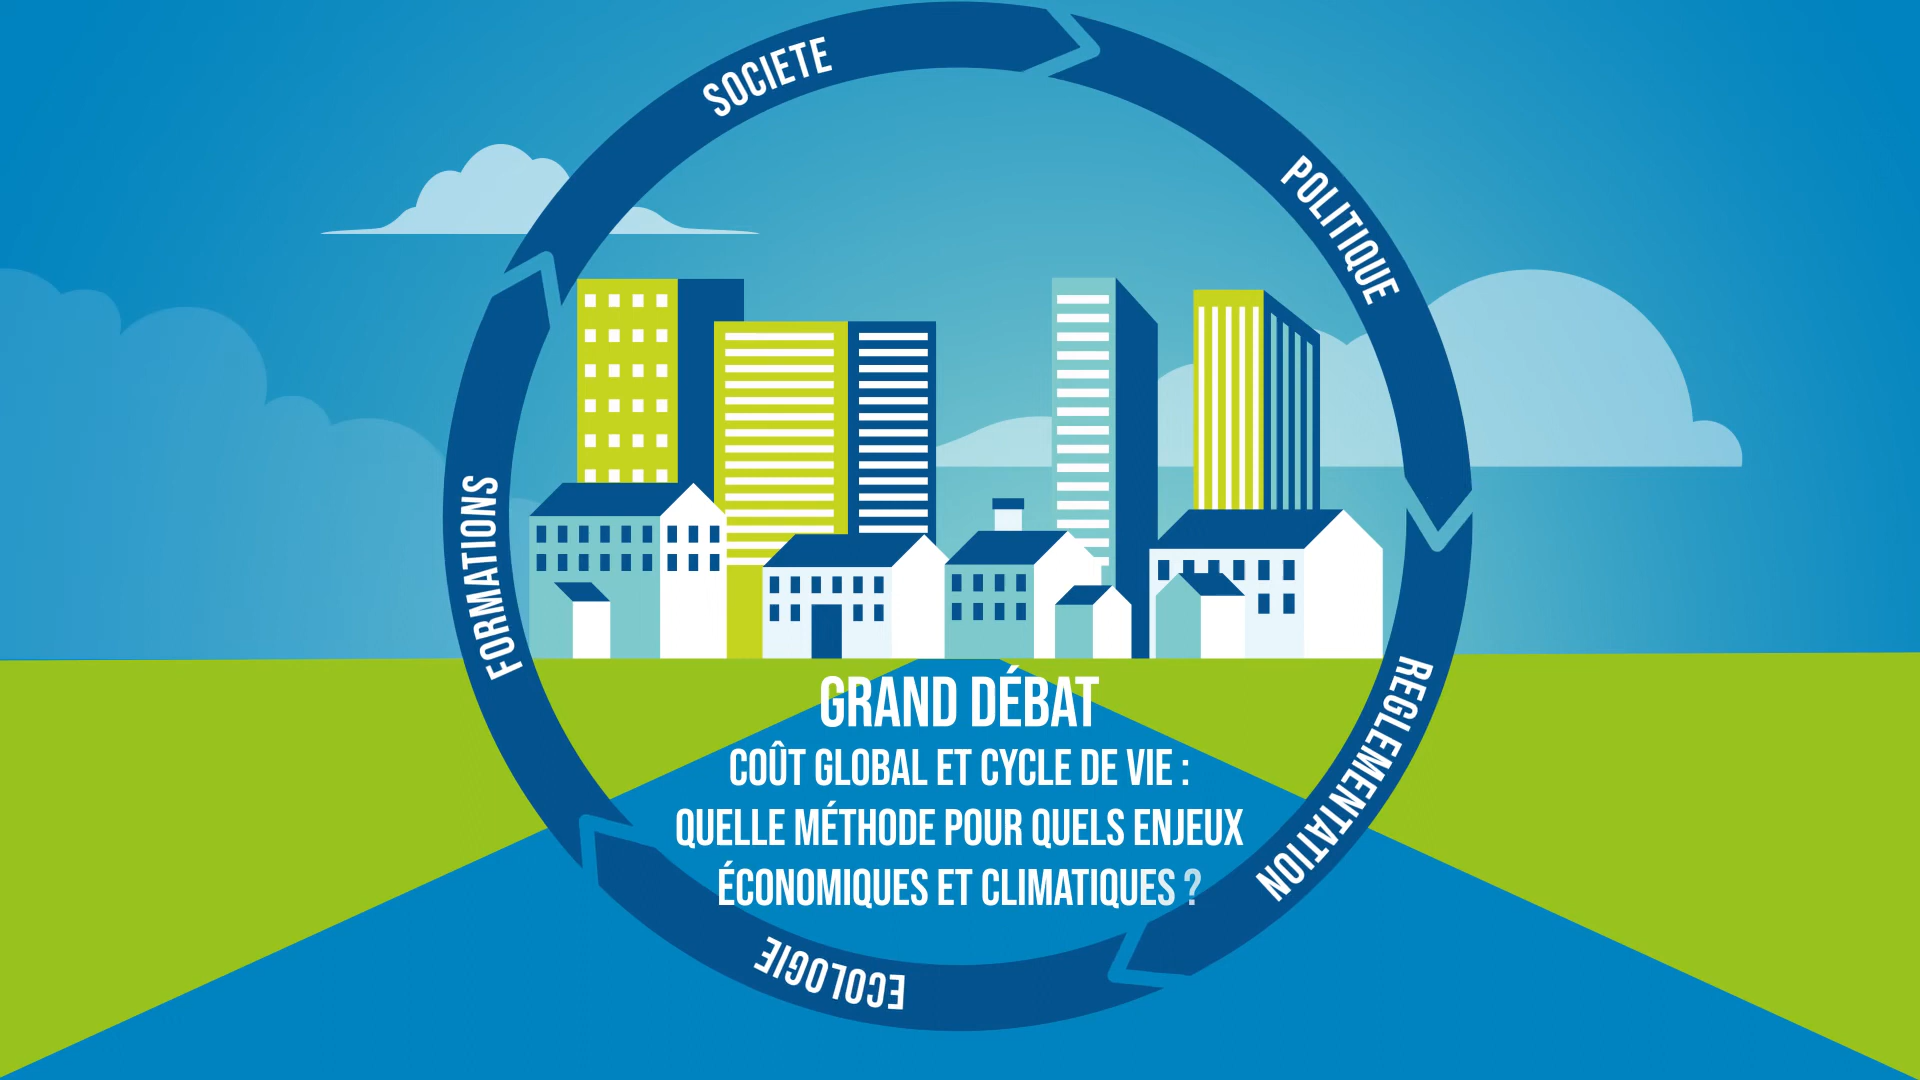 SOCIETE
POLITIQUE
REGLEMENTATION
ECOLOGIE
FORMATIONS
GRAND DÉBAT
COÛT GLOBAL ET CYCLE DE VIE :
QUELLE MÉTHODE POUR QUELS ENJEUX
ÉCONOMIQUES ET CLIMATIQUES ?